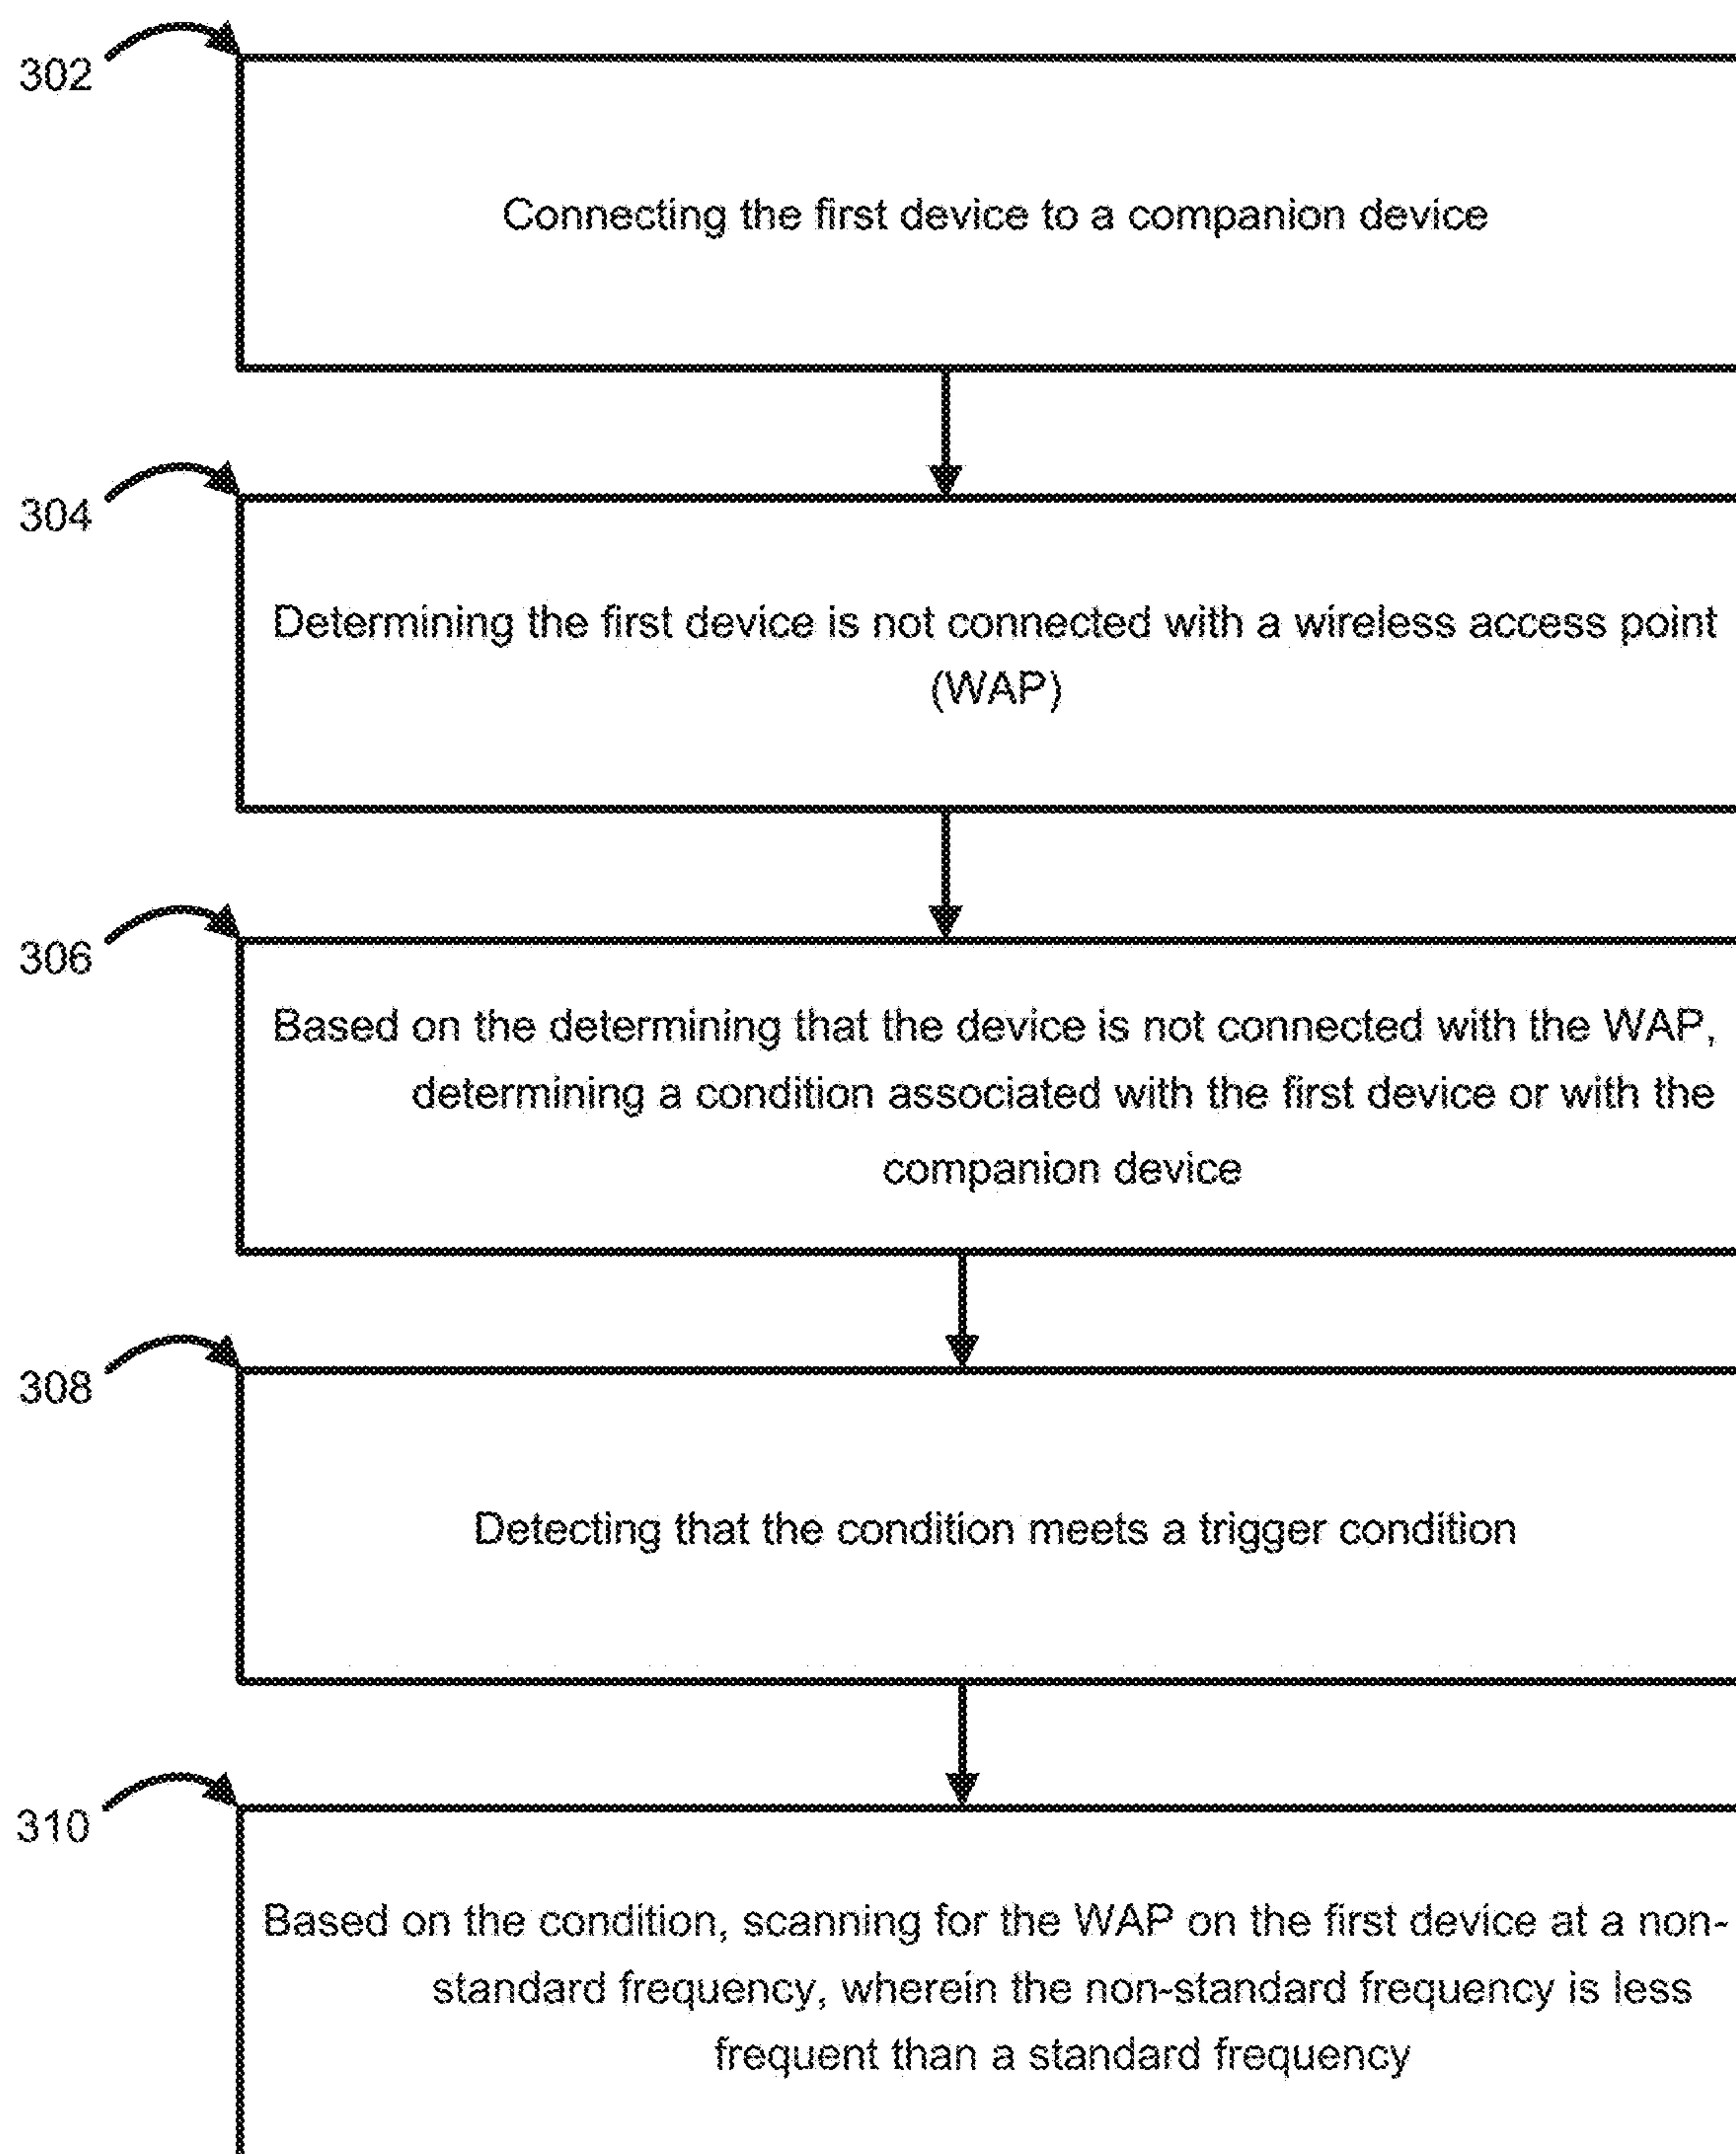 302
Connecting the first device to a companion device
304
Determining the first device is not connected with a wireless access point
(WAP)
306
Based on the determining that the device is not connected with the WAP,
determining a condition associated with the first device or with the
companion device
308
Detecting that the condition meets a trigger condition
310
Based on the condition, scanning for the WAP on the first device at a non-
standard frequency, wherein the non-standard frequency is less
frequent than a standard frequency